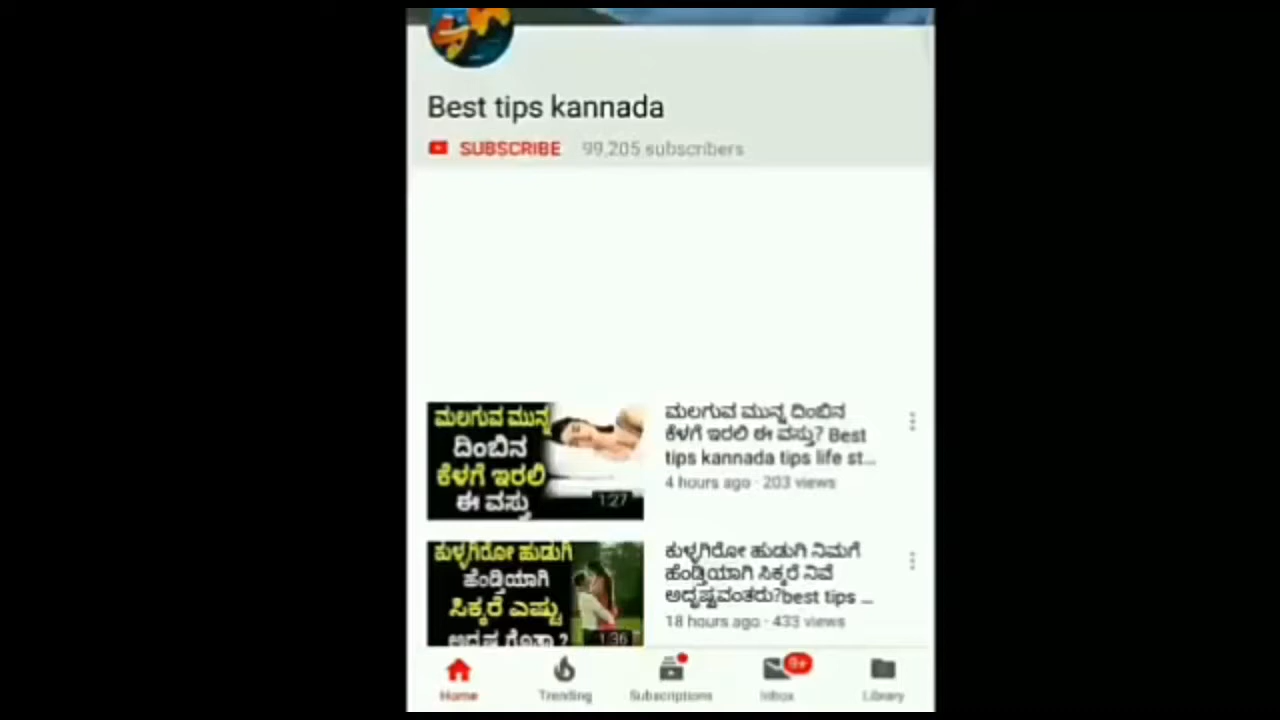 Best tips kannada
SUBSCRIBE 99,205 subscribers
ಮಲಗುವ ಮುನ್ನ
ದಿಂಬಿನ
ಕೆಳಗೆ ಇರಲಿ
ಈ ವಸ್ತು
1:27
ಮಲಗುವ ಮುನ್ನ ದಿಂಬಿನ
ಕೆಳಗೆ ಇರಲಿ ಈ ವಸ್ತು? Best
tips kannada tips life st...
4 hours ago · 203 views
ಕುಳ್ಳಗಿರೋ ಹುಡುಗಿ
ಹೆಂಡ್ತಿಯಾಗಿ
ಸಿಕ್ಕರೆ ಎಷ್ಟು
ಅದೃಷ್ಟ ಗೊತ್ತಾ ?
1:36
ಕುಳ್ಳಗಿರೋ ಹುಡುಗಿ ನಿಮಗೆ
ಹೆಂಡ್ತಿಯಾಗಿ ಸಿಕ್ಕರೆ ನಿವೆ
ಅದೃಷ್ಟವಂತರು?best tips ...
18 hours ago · 433 views
9+
Home Trending Subscriptions Inbox Library